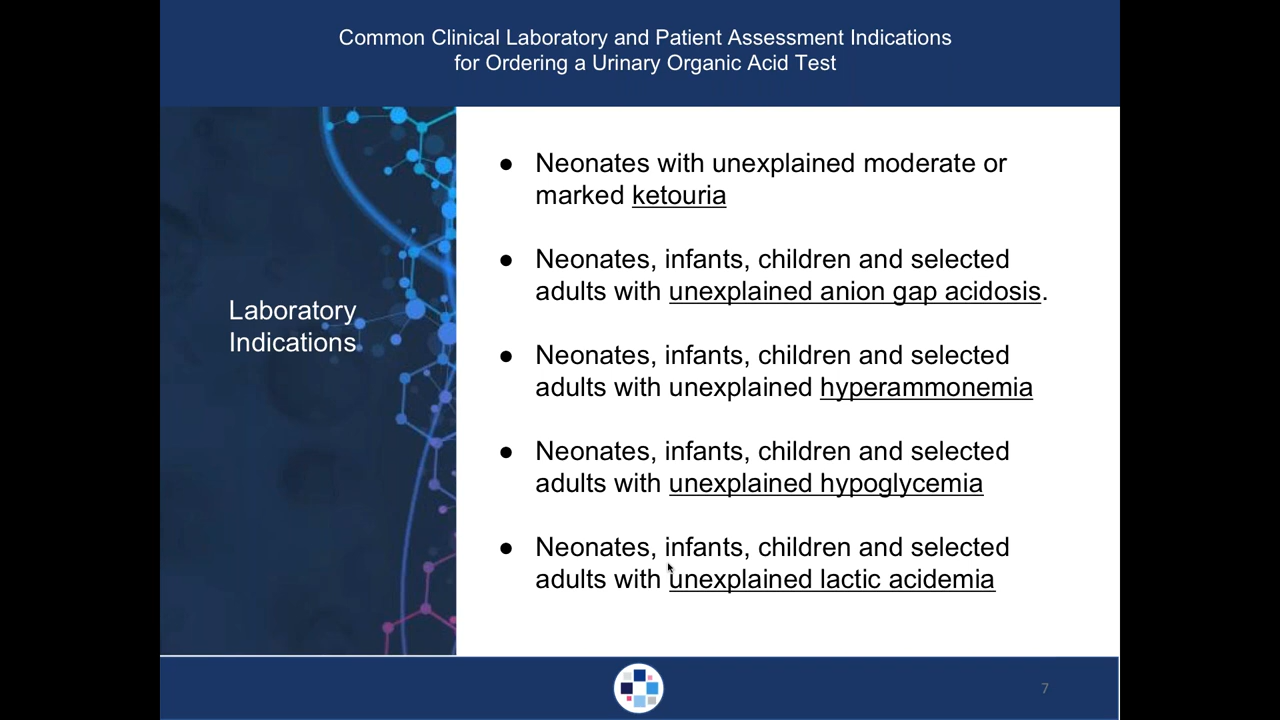 Common Clinical Laboratory and Patient Assessment Indications
for Ordering a Urinary Organic Acid Test
Laboratory
Indications
● Neonates with unexplained moderate or
marked ketouria
● Neonates, infants, children and selected
adults with unexplained anion gap acidosis.
● Neonates, infants, children and selected
adults with unexplained hyperammonemia
● Neonates, infants, children and selected
adults with unexplained hypoglycemia
● Neonates, infants, children and selected
adults with unexplained lactic acidemia
7